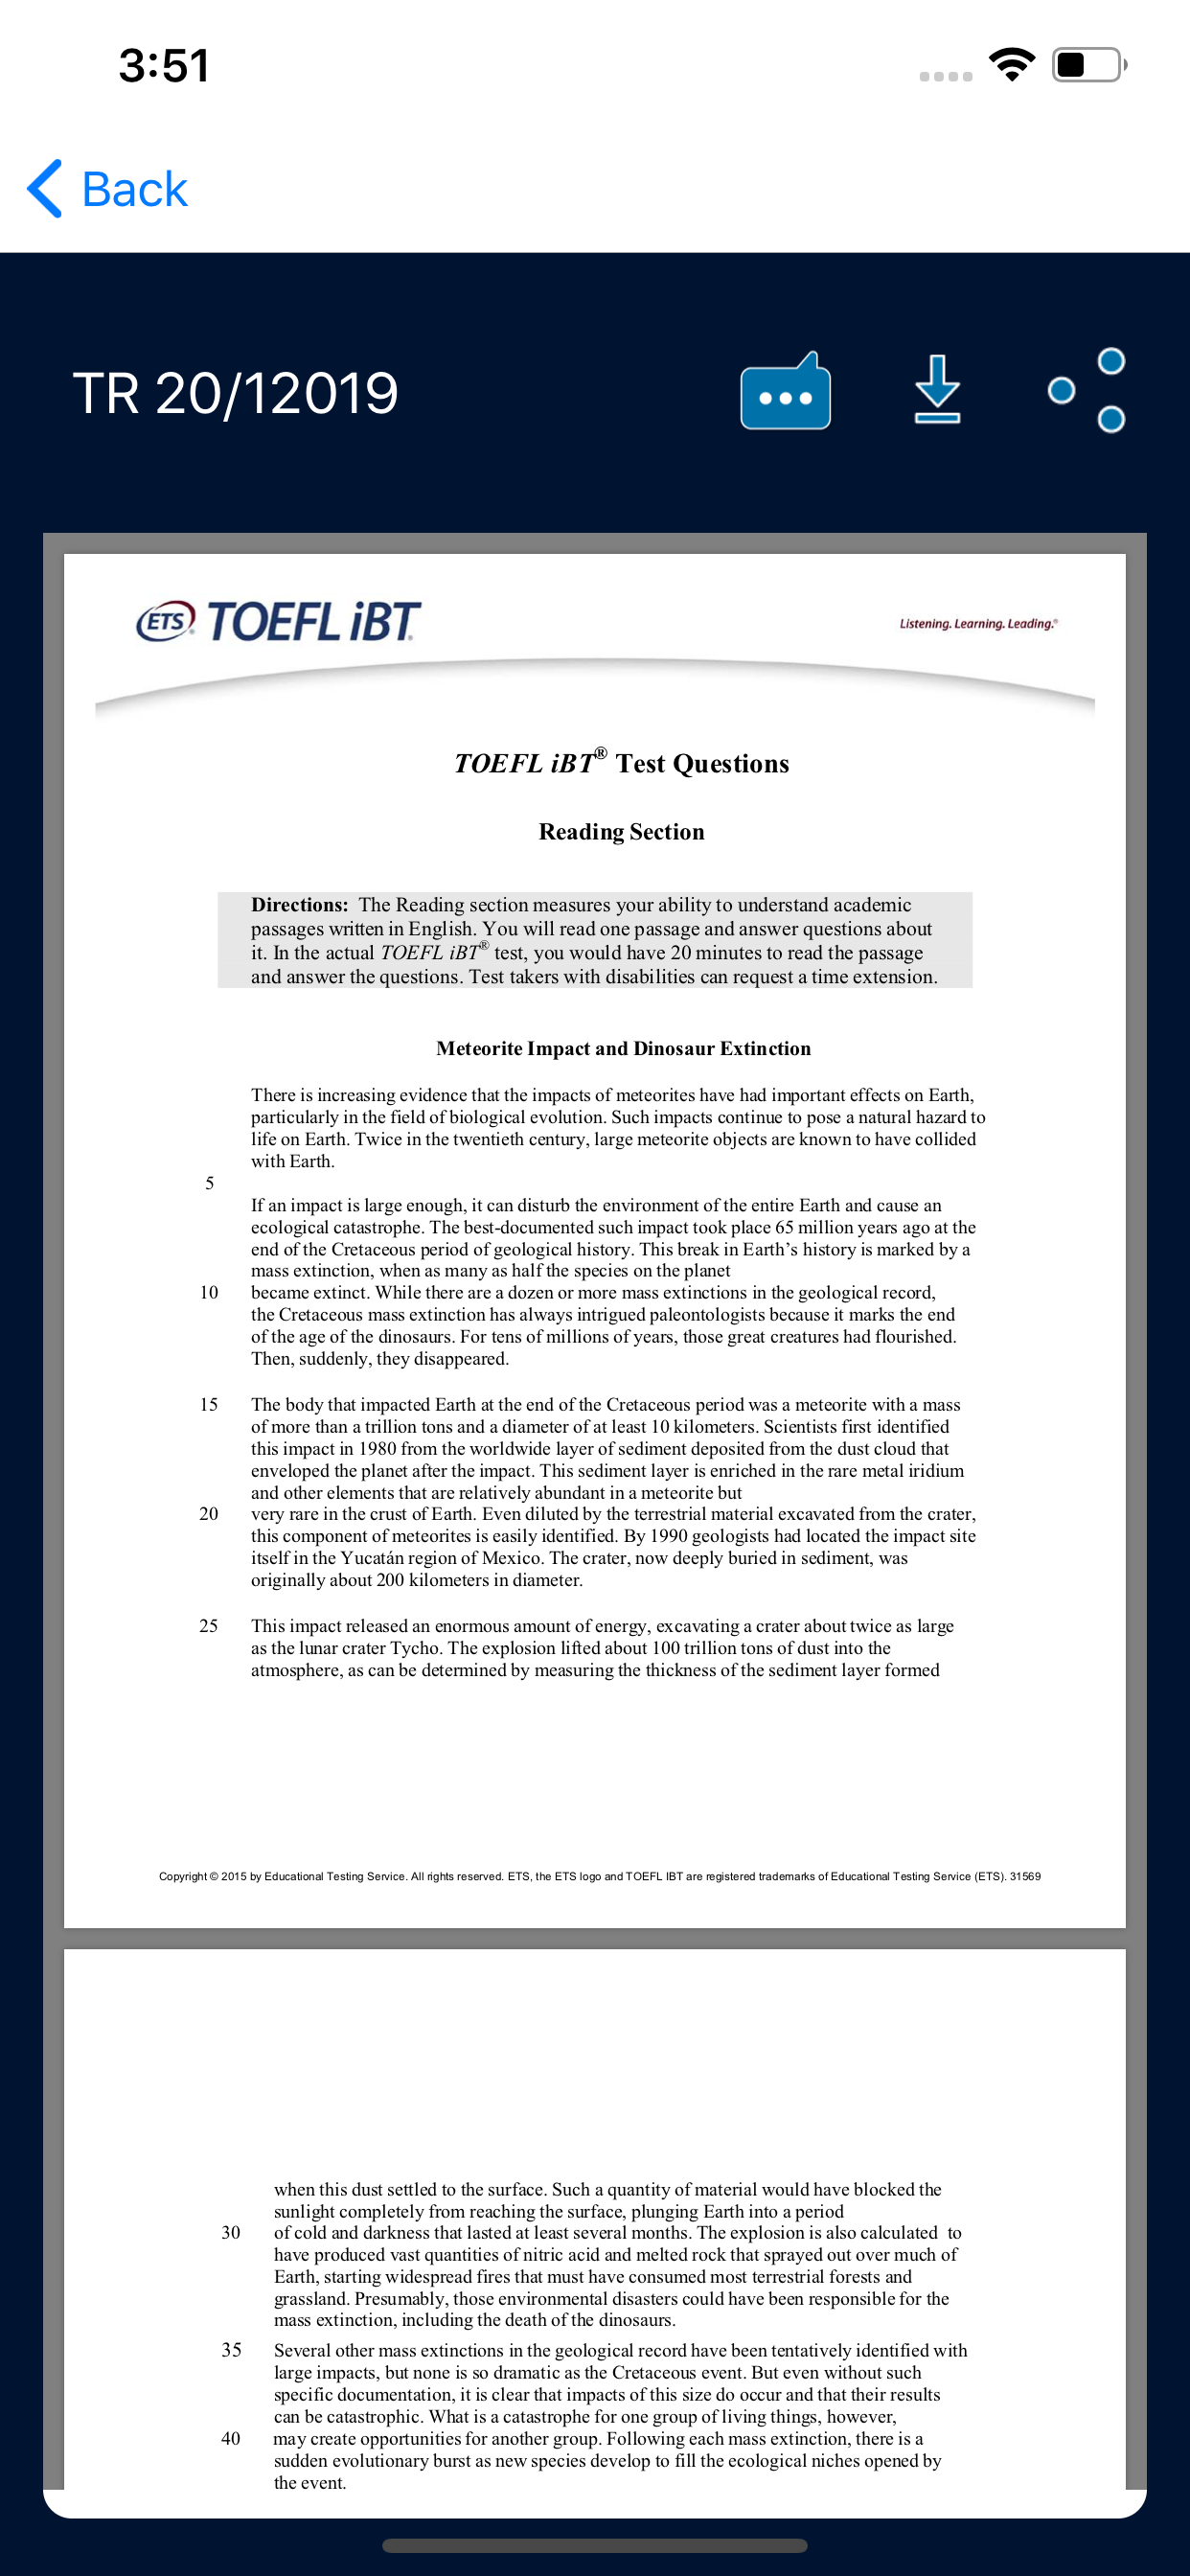 3:51
Back
TR 20/12019
ETS TOEFL iBT.
Listening. Learning. Leading.®
TOEFL iBT® Test Questions
Reading Section
Directions: The Reading section measures your ability to understand academic
passages written in English. You will read one passage and answer questions about
it. In the actual TOEFL iBT® test, you would have 20 minutes to read the passage
and answer the questions. Test takers with disabilities can request a time extension.
Meteorite Impact and Dinosaur Extinction
There is increasing evidence that the impacts of meteorites have had important effects on Earth,
particularly in the field of biological evolution. Such impacts continue to pose a natural hazard to
life on Earth. Twice in the twentieth century, large meteorite objects are known to have collided
with Earth.
5
If an impact is large enough, it can disturb the environment of the entire Earth and cause an
ecological catastrophe. The best-documented such impact took place 65 million years ago at the
end of the Cretaceous period of geological history. This break in Earth’s history is marked by a
mass extinction, when as many as half the species on the planet
10 became extinct. While there are a dozen or more mass extinctions in the geological record,
the Cretaceous mass extinction has always intrigued paleontologists because it marks the end
of the age of the dinosaurs. For tens of millions of years, those great creatures had flourished.
Then, suddenly, they disappeared.
15 The body that impacted Earth at the end of the Cretaceous period was a meteorite with a mass
of more than a trillion tons and a diameter of at least 10 kilometers. Scientists first identified
this impact in 1980 from the worldwide layer of sediment deposited from the dust cloud that
enveloped the planet after the impact. This sediment layer is enriched in the rare metal iridium
and other elements that are relatively abundant in a meteorite but
20 very rare in the crust of Earth. Even diluted by the terrestrial material excavated from the crater,
this component of meteorites is easily identified. By 1990 geologists had located the impact site
itself in the Yucatán region of Mexico. The crater, now deeply buried in sediment, was
originally about 200 kilometers in diameter.
25 This impact released an enormous amount of energy, excavating a crater about twice as large
as the lunar crater Tycho. The explosion lifted about 100 trillion tons of dust into the
atmosphere, as can be determined by measuring the thickness of the sediment layer formed
Copyright © 2015 by Educational Testing Service. All rights reserved. ETS, the ETS logo and TOEFL IBT are registered trademarks of Educational Testing Service (ETS). 31569
when this dust settled to the surface. Such a quantity of material would have blocked the
sunlight completely from reaching the surface, plunging Earth into a period
30 of cold and darkness that lasted at least several months. The explosion is also calculated to
have produced vast quantities of nitric acid and melted rock that sprayed out over much of
Earth, starting widespread fires that must have consumed most terrestrial forests and
grassland. Presumably, those environmental disasters could have been responsible for the
mass extinction, including the death of the dinosaurs.
35 Several other mass extinctions in the geological record have been tentatively identified with
large impacts, but none is so dramatic as the Cretaceous event. But even without such
specific documentation, it is clear that impacts of this size do occur and that their results
can be catastrophic. What is a catastrophe for one group of living things, however,
40 may create opportunities for another group. Following each mass extinction, there is a
sudden evolutionary burst as new species develop to fill the ecological niches opened by
the event.